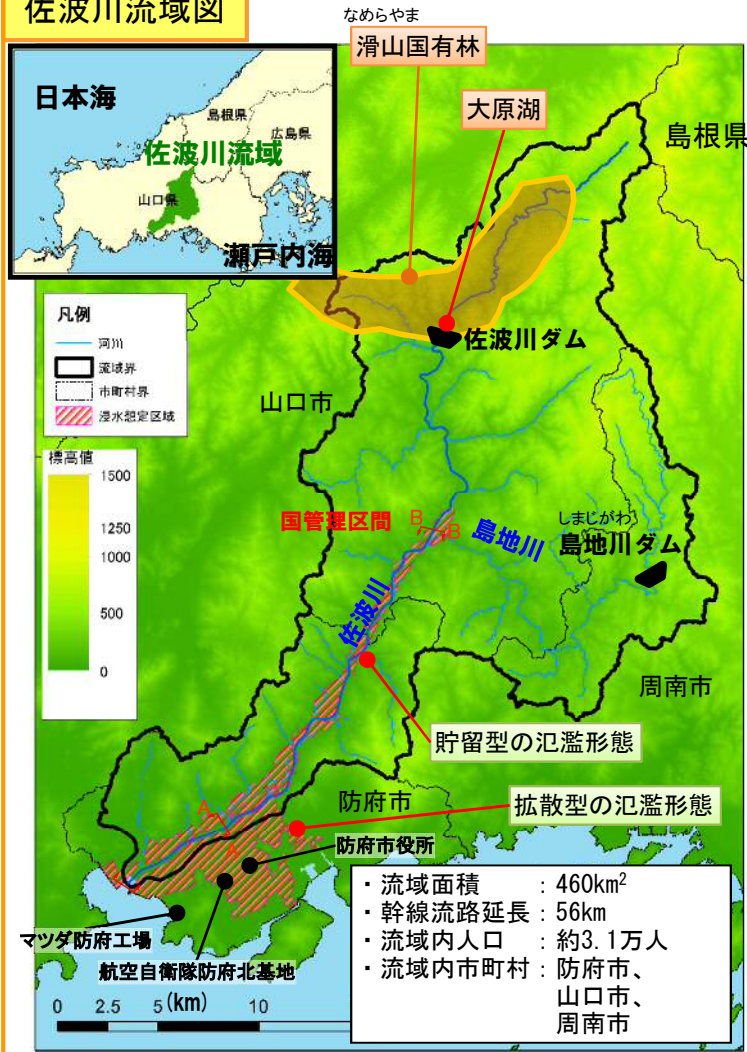 佐波川流域図
なめらやま
滑山国有林
大原湖
島根県
日本海
島根県
広島県
佐波川流域
山口県
瀬戸内海
凡例
河川
流域界
市町村界
浸水想定区域
標高値
1500
1250
1000
500
0
佐波川ダム
山口市
国管理区間
B
B
島地川
しまじがわ
島地川ダム
佐波川
周南市
貯留型の氾濫形態
防府市
拡散型の氾濫形態
A
A
防府市役所
マツダ防府工場
航空自衛隊防府北基地
0 2.5 5(km) 10
・流域面積 : 460km²
・幹線流路延長 : 56km
・流域内人口 : 約3.1万人
・流域内市町村 : 防府市、
山口市、
周南市